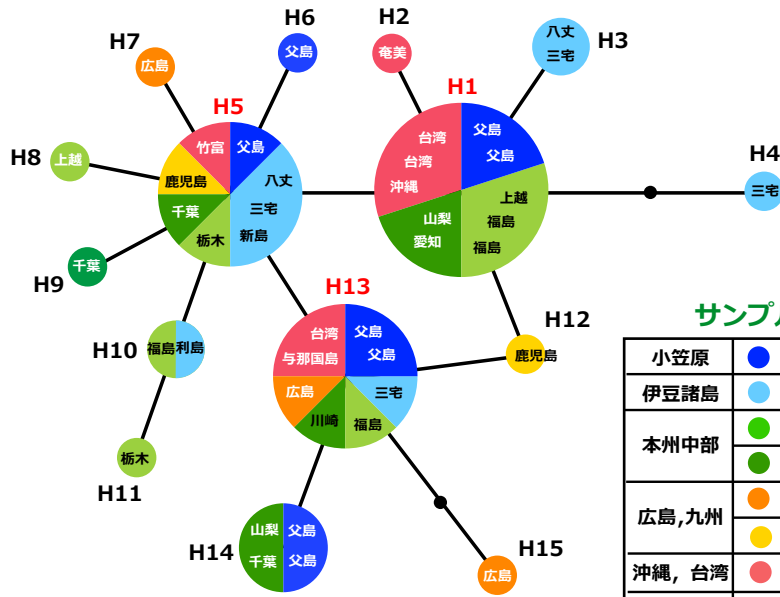 H6
父島
H7
広島
H2
奄美
八丈
三宅
H3
H5
竹富
父島
鹿児島
八丈
三宅
新島
千葉
栃木
H8
上越
H9
千葉
H1
台湾
台湾
沖縄
父島
父島
山梨
愛知
上越
福島
福島
H4
三宅
H10
福島
利島
H11
栃木
H13
台湾
与那国島
父島
父島
広島
三宅
川崎
福島
H12
鹿児島
H14
山梨
千葉
父島
父島
H15
広島
サンプル
小笠原
伊豆諸島
本州中部
広島,九州
沖縄，台湾